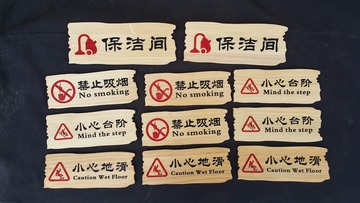 保洁间
保洁间
禁止吸烟
No smoking
禁止吸烟
No smoking
小心台阶
Mind the step
小心台阶
Mind the step
禁止吸烟
No smoking
小心台阶
Mind the step
小心地滑
Caution Wet Floor
小心地滑
Caution Wet Floor
小心地滑
Caution Wet Floor